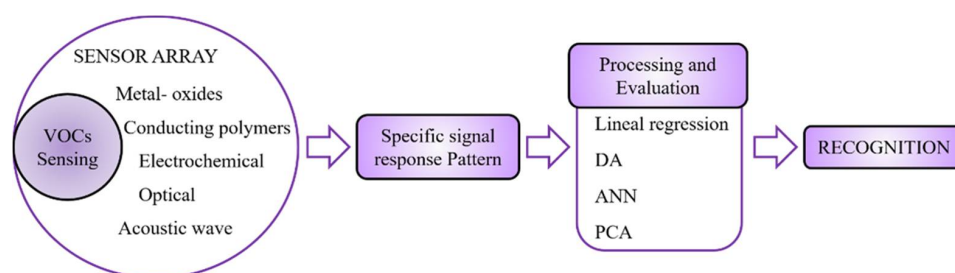 SENSOR ARRAY
Metal- oxides
VOCs
Sensing
Conducting polymers
Electrochemical
Optical
Acoustic wave
Specific signal
response Pattern
Processing and
Evaluation
Lineal regression
DA
ANN
PCA
RECOGNITION